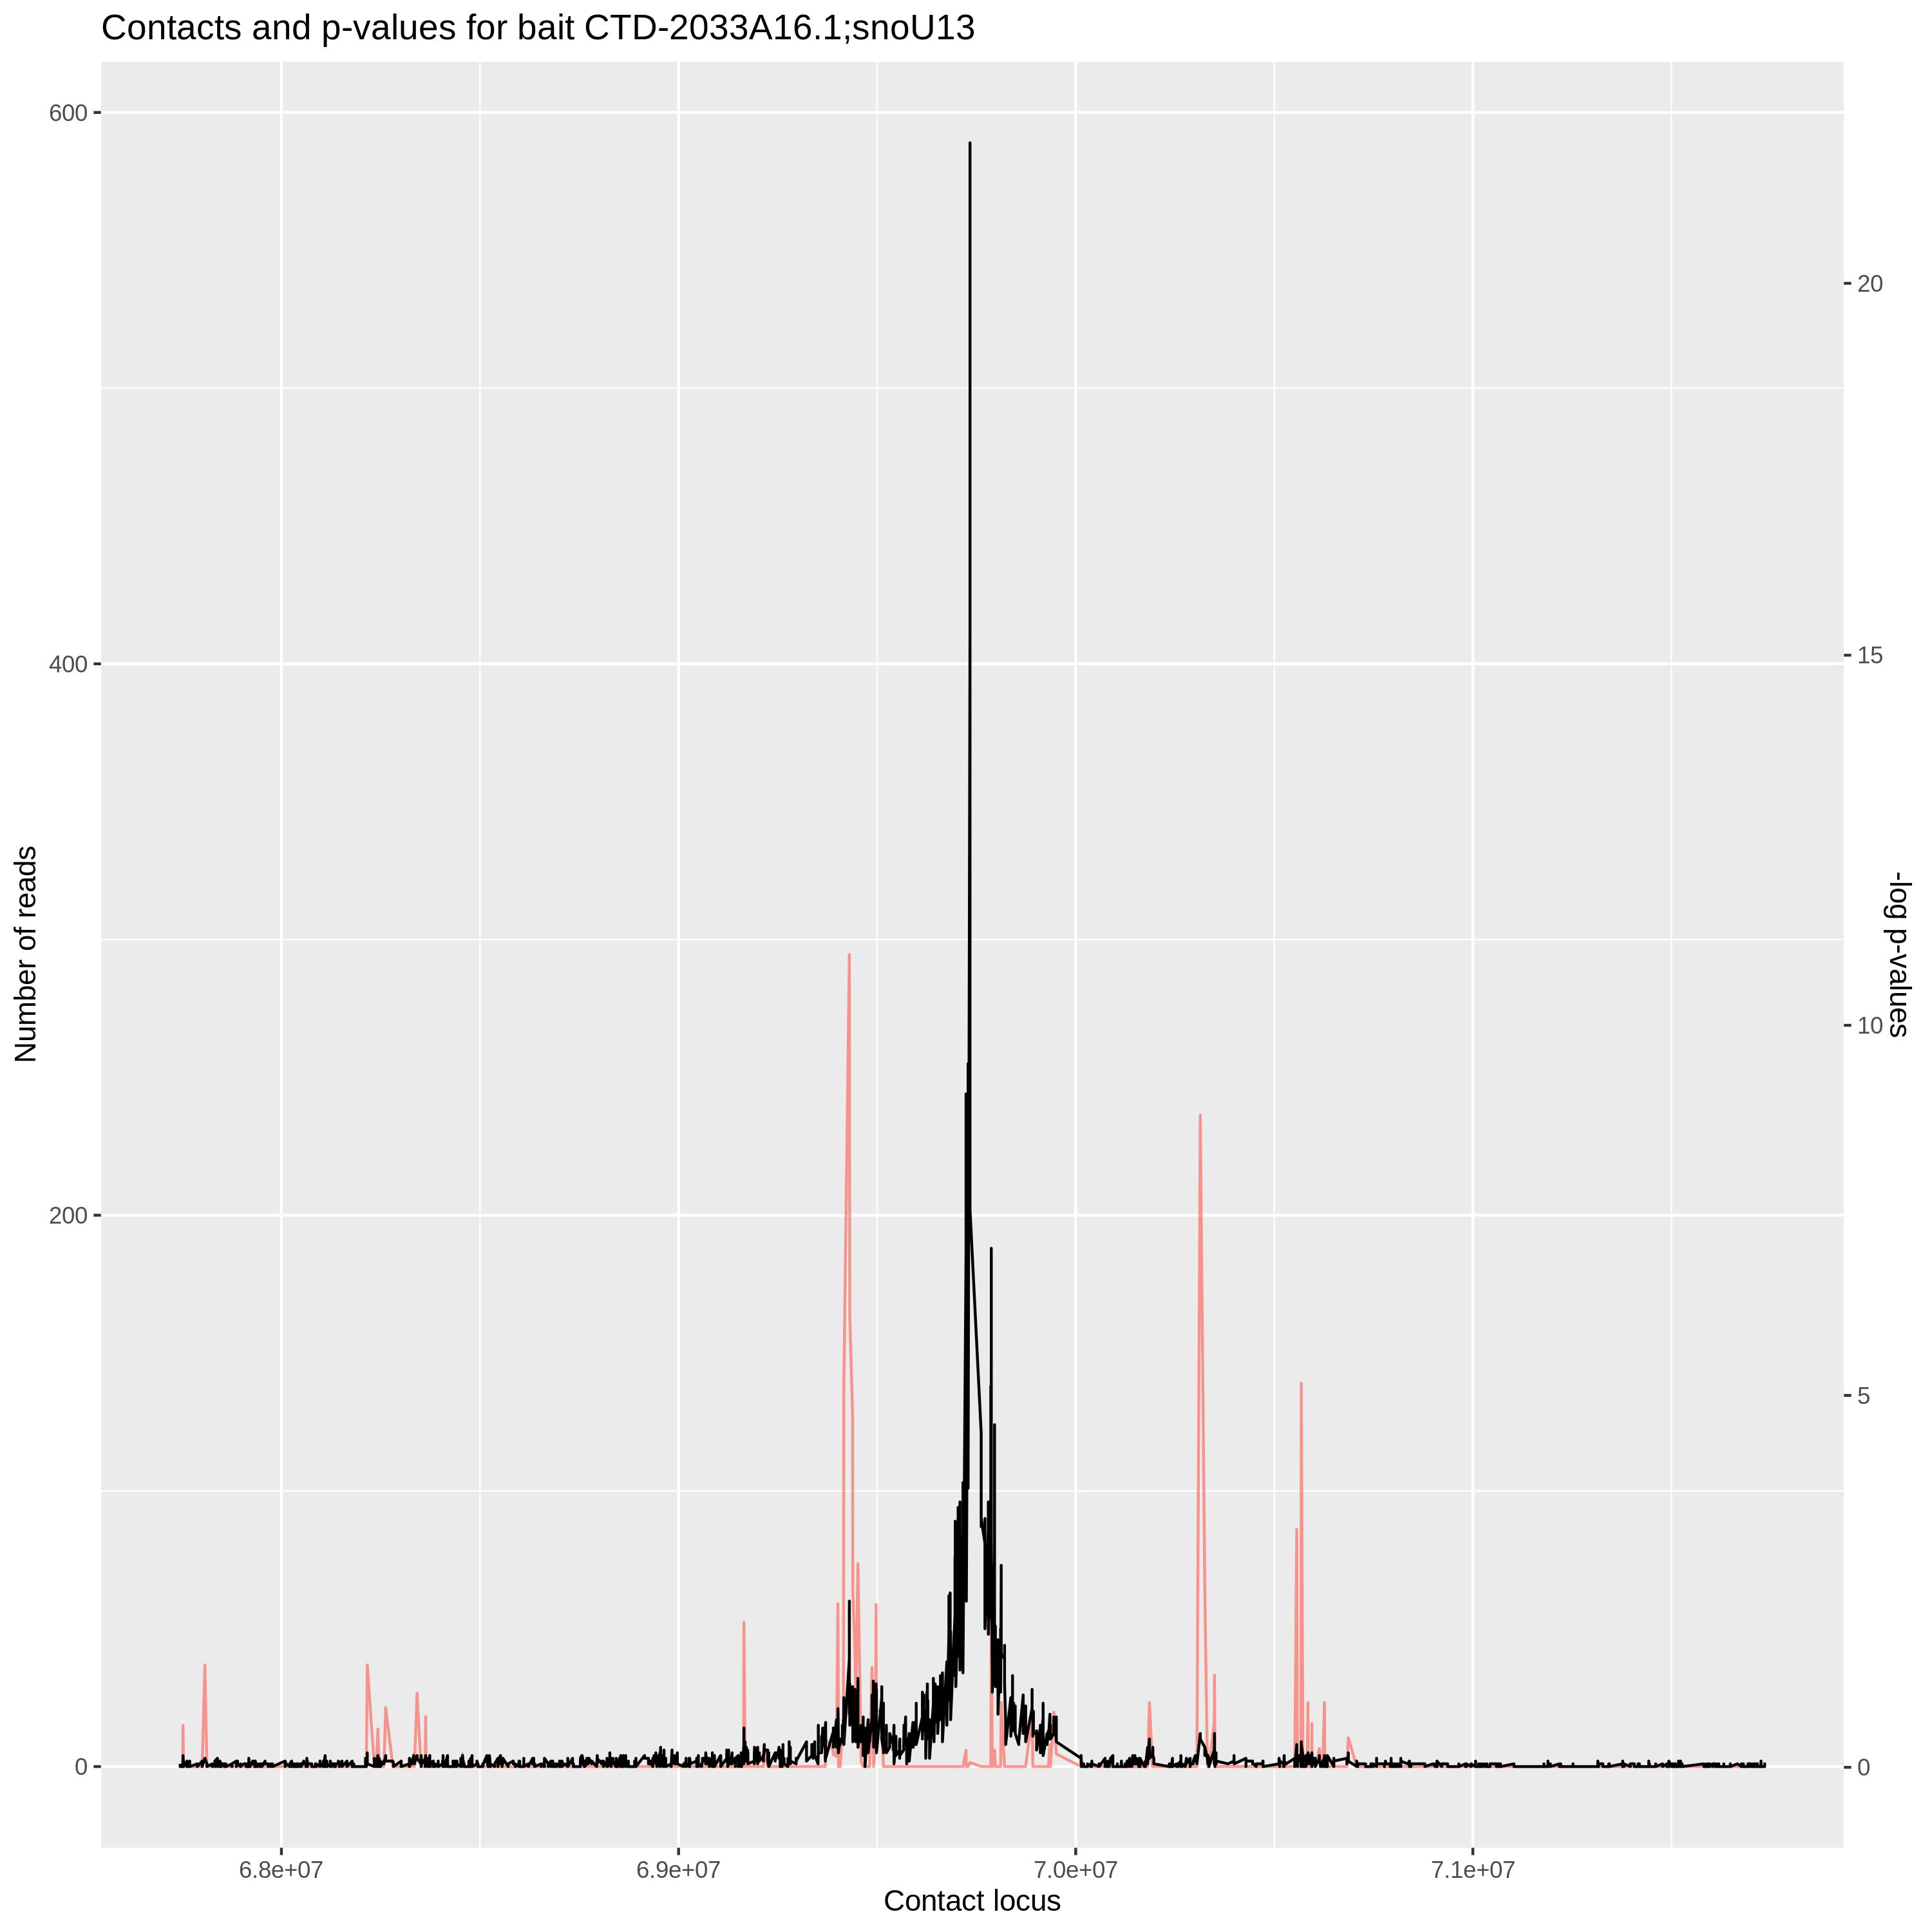 Contacts and p-values for bait CTD-2033A16.1;snoU13
600
400
200
0
Number of reads
20
15
10
5
0
-log p-values
6.8e+07
6.9e+07
7.0e+07
7.1e+07
Contact locus